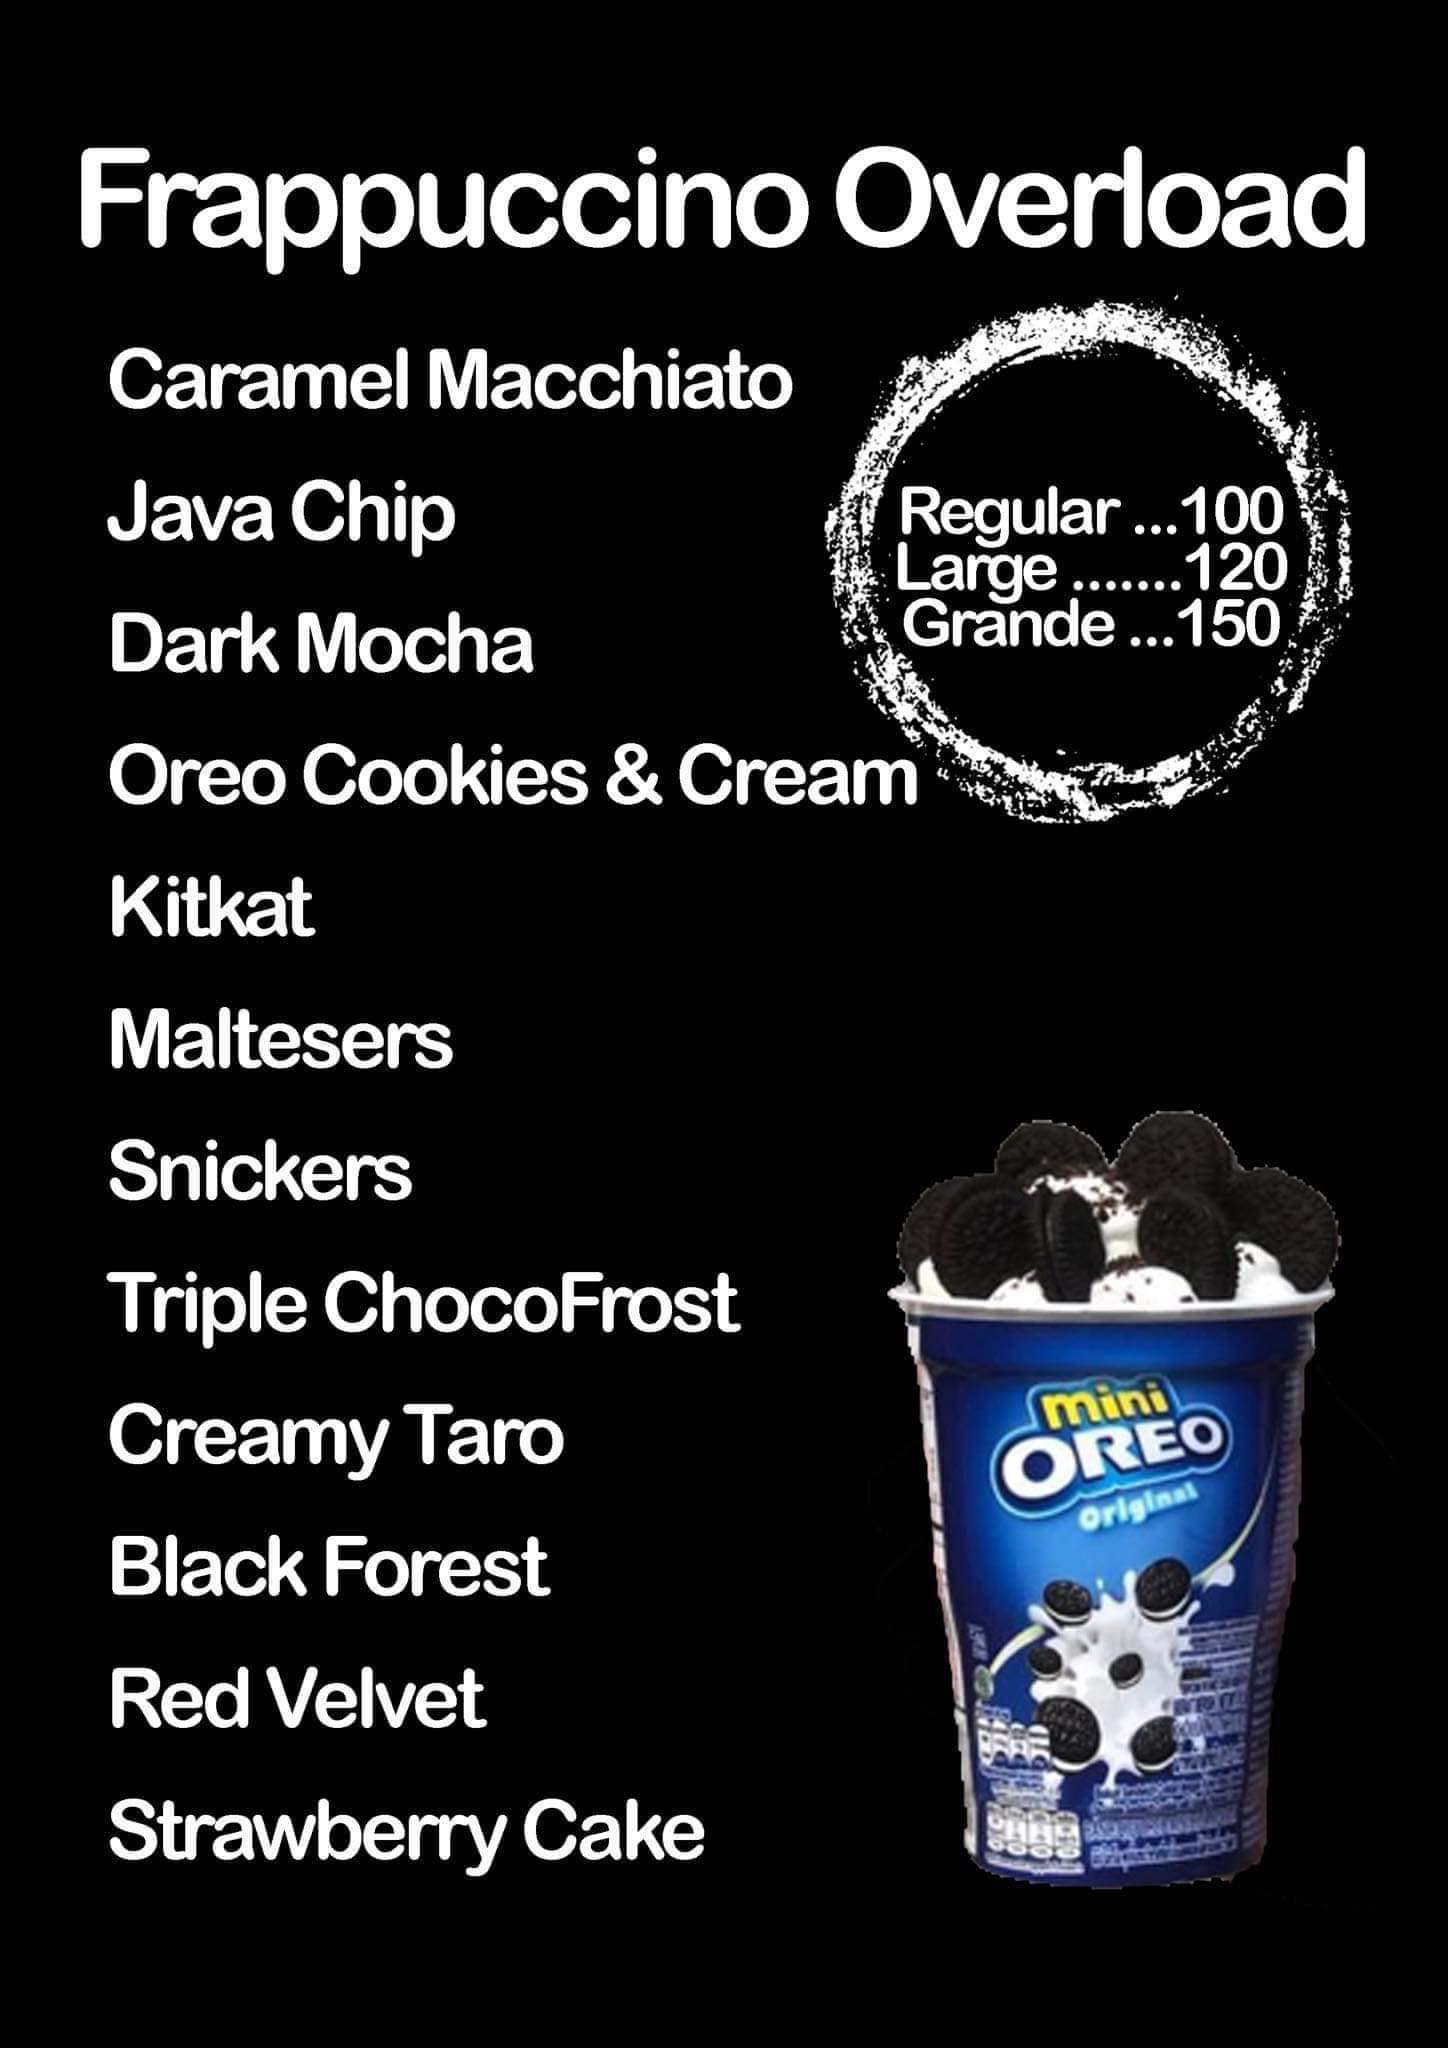 Frappuccino Overload
Caramel Macchiato
Java Chip
Dark Mocha
Oreo Cookies & Cream
Kitkat
Maltesers
Snickers
Triple ChocoFrost
Creamy Taro
Black Forest
Red Velvet
Strawberry Cake
Regular ...100
Large .......120
Grande ...150
mini
OREO
Original